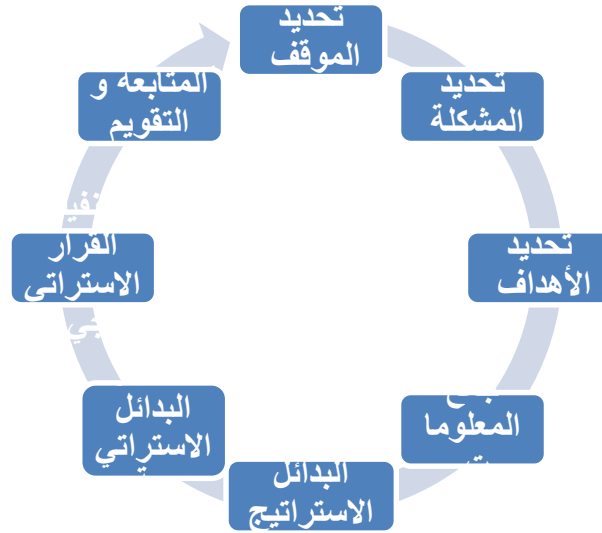 تحديد
الموقف
تحديد
المشكلة
تحديد
الأهداف
المعلوما
ت
البدائل
الاستراتيج
البدائل
الاستراتي
القرار
الاستراتي
المتابعة و
التقويم